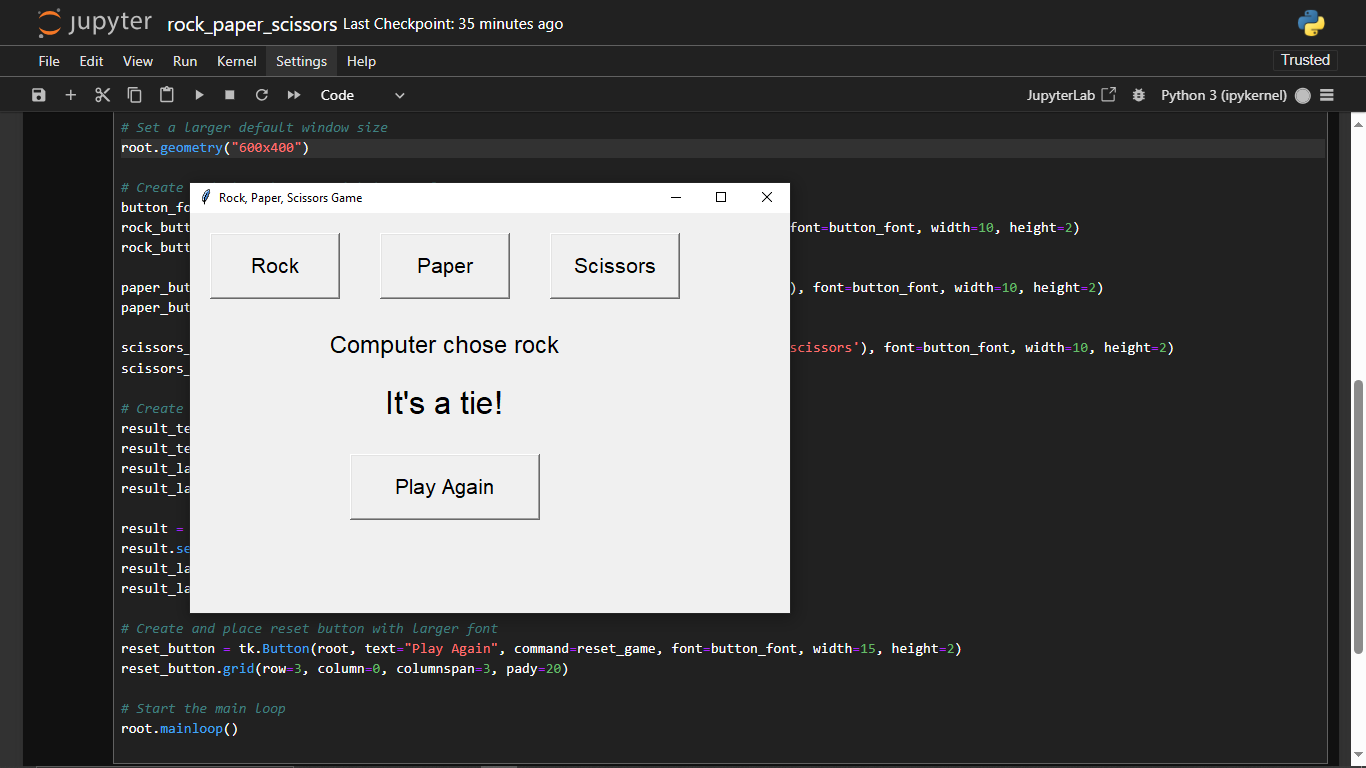 jupyter rock_paper_scissors Last Checkpoint: 35 minutes ago
File Edit View Run Kernel Settings Help Trusted
Code JupyterLab Python 3 (ipykernel)
# Set a larger default window size
root.geometry("600x400")
# Create
button_fo
rock_butt font=button_font, width=10, height=2)
rock_butt
paper_but ), font=button_font, width=10, height=2)
paper_but
scissors_ scissors'), font=button_font, width=10, height=2)
scissors_
# Create
result_te
result_te
result_la
result_la
result =
result.se
result_la
result_la
# Create and place reset button with larger font
reset_button = tk.Button(root, text="Play Again", command=reset_game, font=button_font, width=15, height=2)
reset_button.grid(row=3, column=0, columnspan=3, pady=20)
# Start the main loop
root.mainloop()
Rock, Paper, Scissors Game
Rock Paper Scissors
Computer chose rock
It's a tie!
Play Again